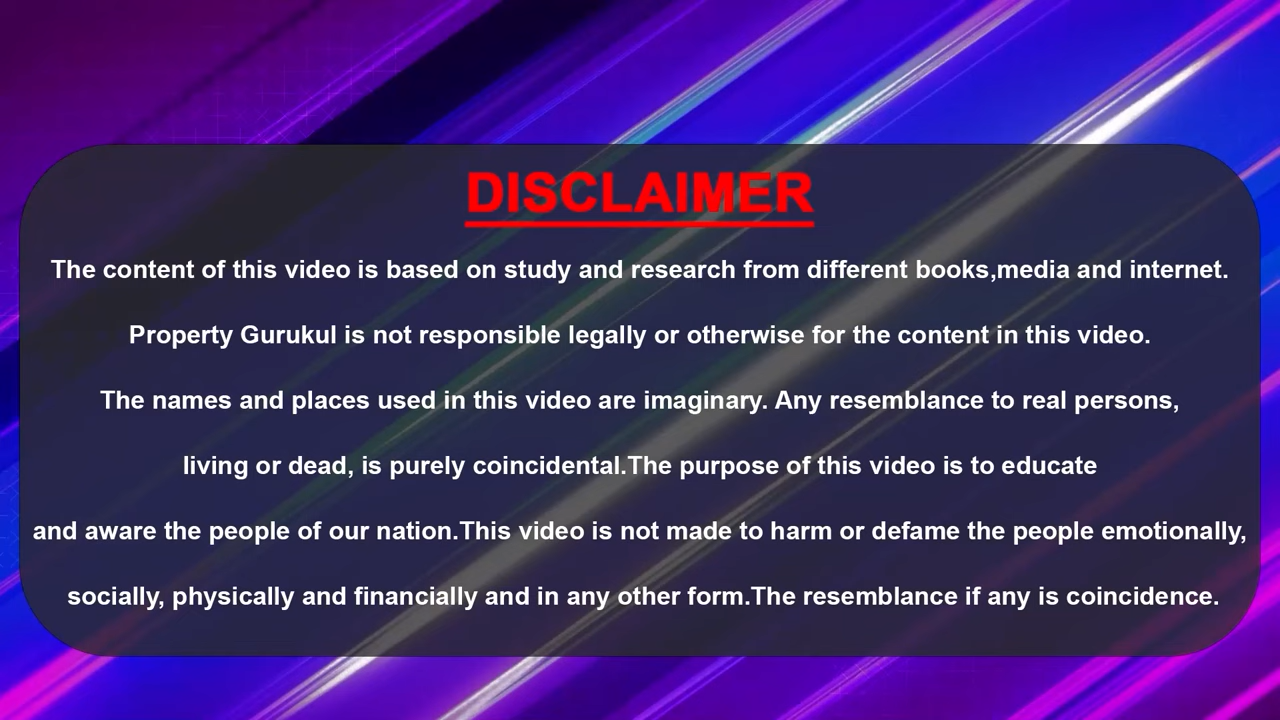 DISCLAIMER
The content of this video is based on study and research from different books,media and internet.
Property Gurukul is not responsible legally or otherwise for the content in this video.
The names and places used in this video are imaginary. Any resemblance to real persons,
living or dead, is purely coincidental.The purpose of this video is to educate
and aware the people of our nation.This video is not made to harm or defame the people emotionally,
socially, physically and financially and in any other form.The resemblance if any is coincidence.